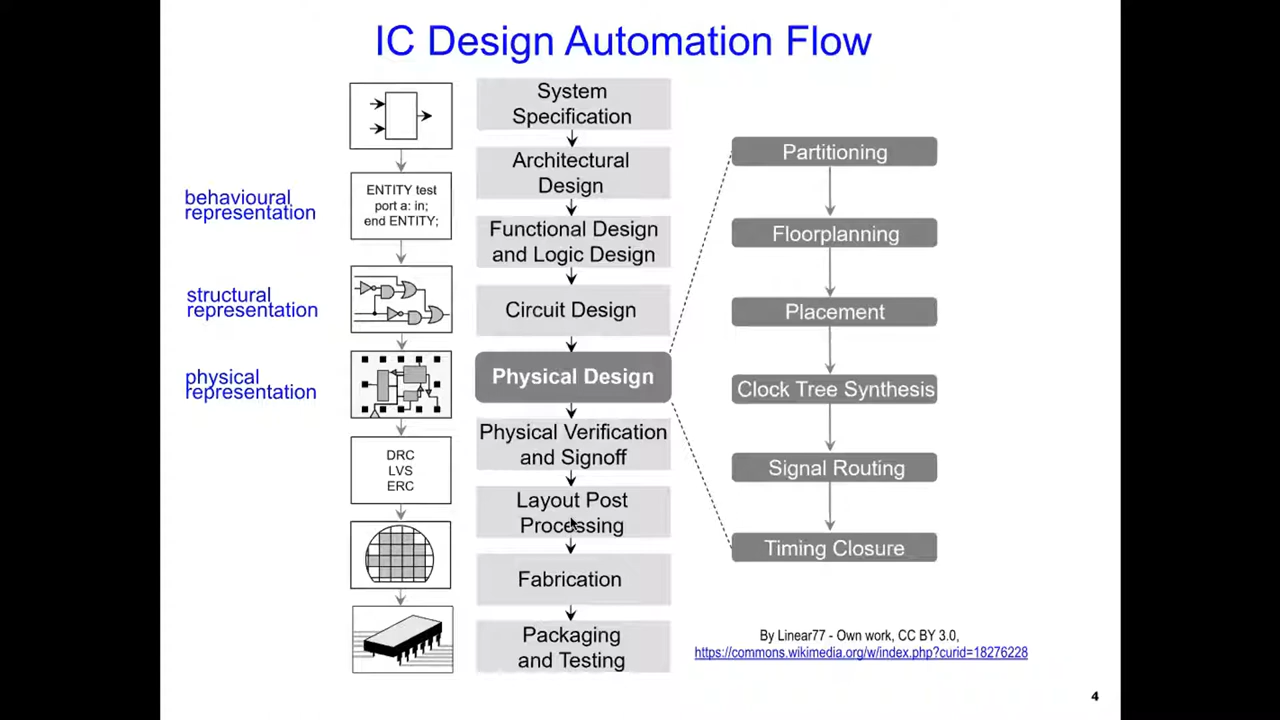 IC Design Automation Flow
behavioural
representation
structural
representation
physical
representation
ENTITY test
port a: in;
end ENTITY;
DRC
LVS
ERC
System
Specification
Architectural
Design
Functional Design
and Logic Design
Circuit Design
Physical Design
Physical Verification
and Signoff
Layout Post
Processing
Fabrication
Packaging
and Testing
Partitioning
Floorplanning
Placement
Clock Tree Synthesis
Signal Routing
Timing Closure
By Linear77 - Own work, CC BY 3.0,
https://commons.wikimedia.org/w/index.php?curid=18276228
4